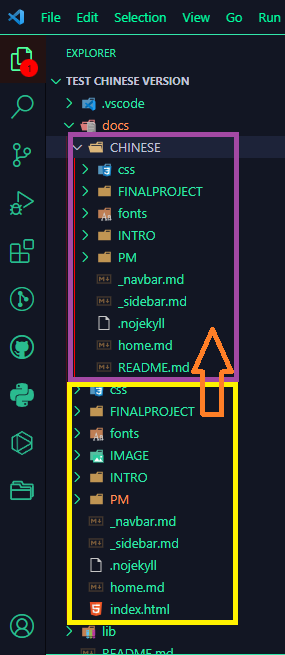 File Edit Selection View Go Run
EXPLORER
1
TEST CHINESE VERSION
.vscode
docs
CHINESE
css
FINALPROJECT
fonts
INTRO
PM
_navbar.md
_sidebar.md
.nojekyll
home.md
README.md
css
FINALPROJECT
fonts
IMAGE
INTRO
PM
_navbar.md
_sidebar.md
.nojekyll
home.md
index.html
lib
README.md